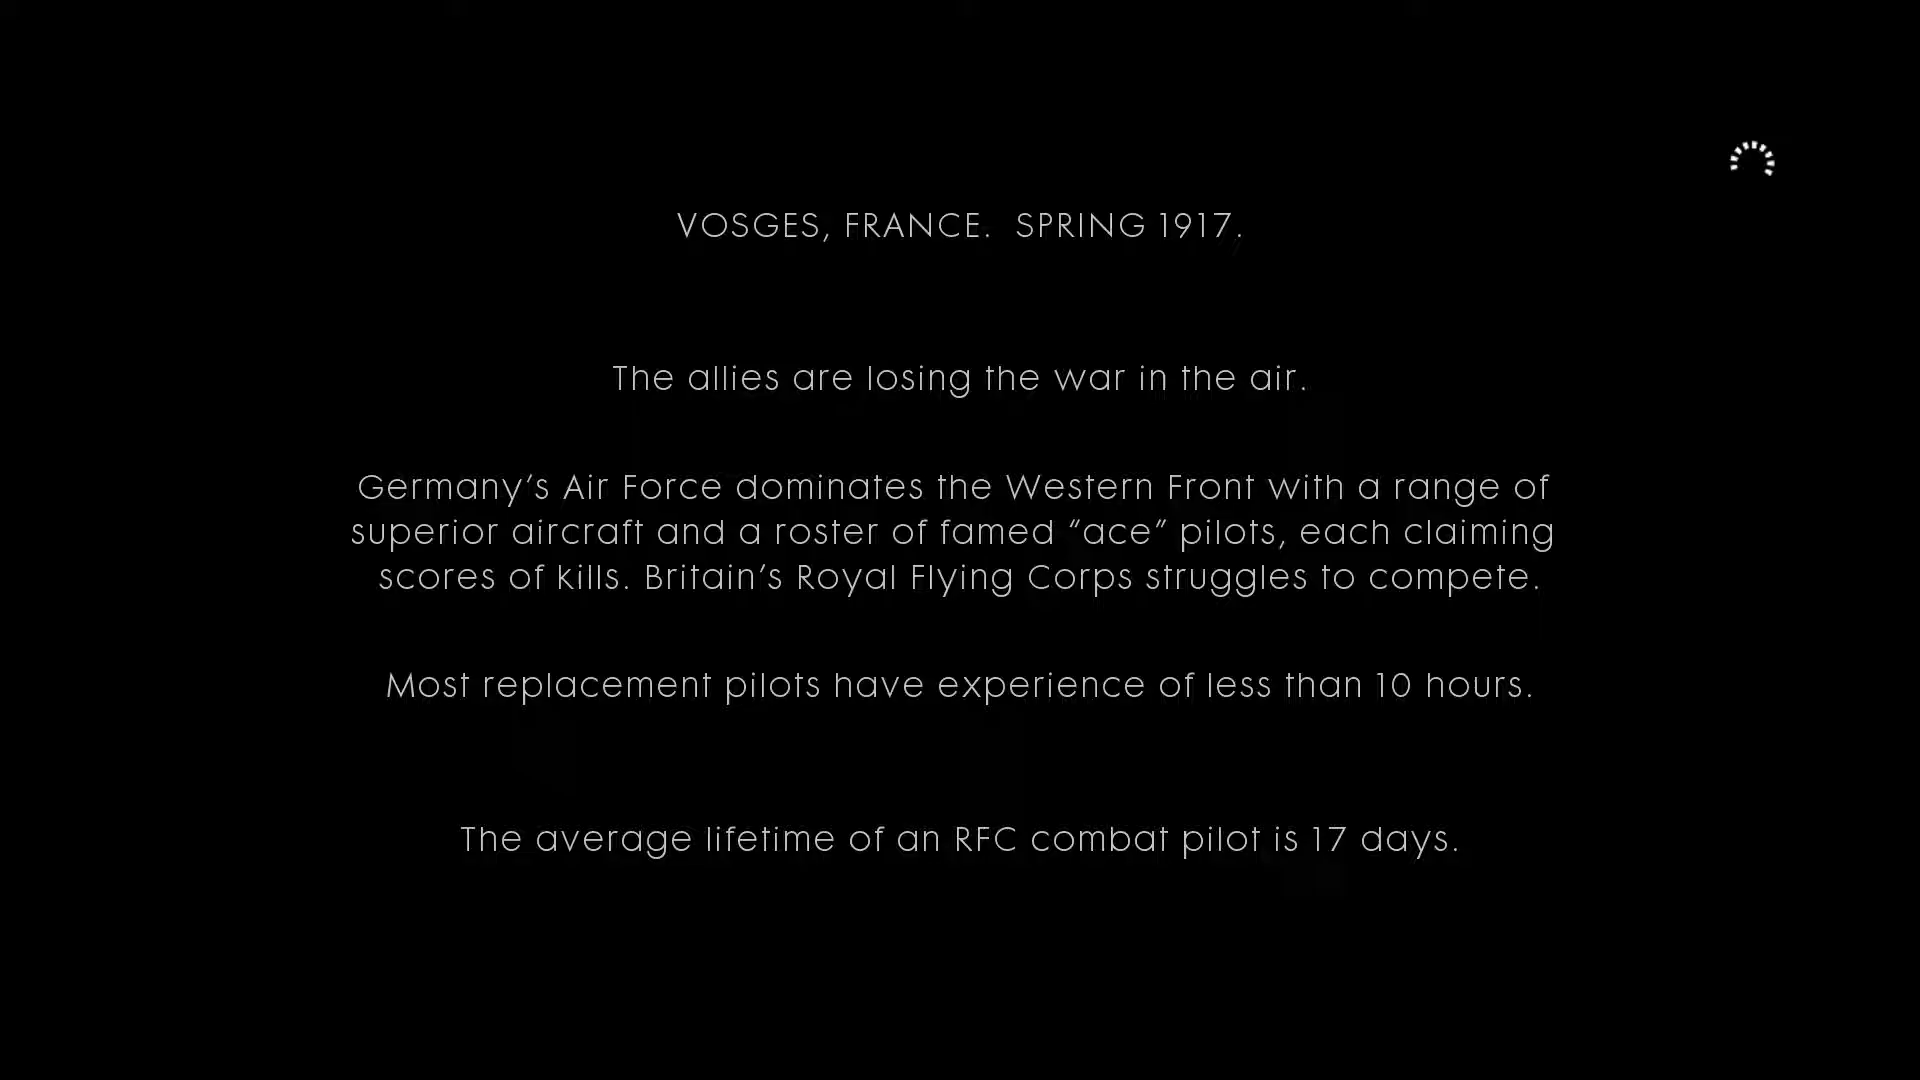 VOSGES, FRANCE.  SPRING 1917.
The allies are losing the war in the air.
Germany’s Air Force dominates the Western Front with a range of
superior aircraft and a roster of famed “ace” pilots, each claiming
scores of kills. Britain’s Royal Flying Corps struggles to compete.
Most replacement pilots have experience of less than 10 hours.
The average lifetime of an RFC combat pilot is 17 days.